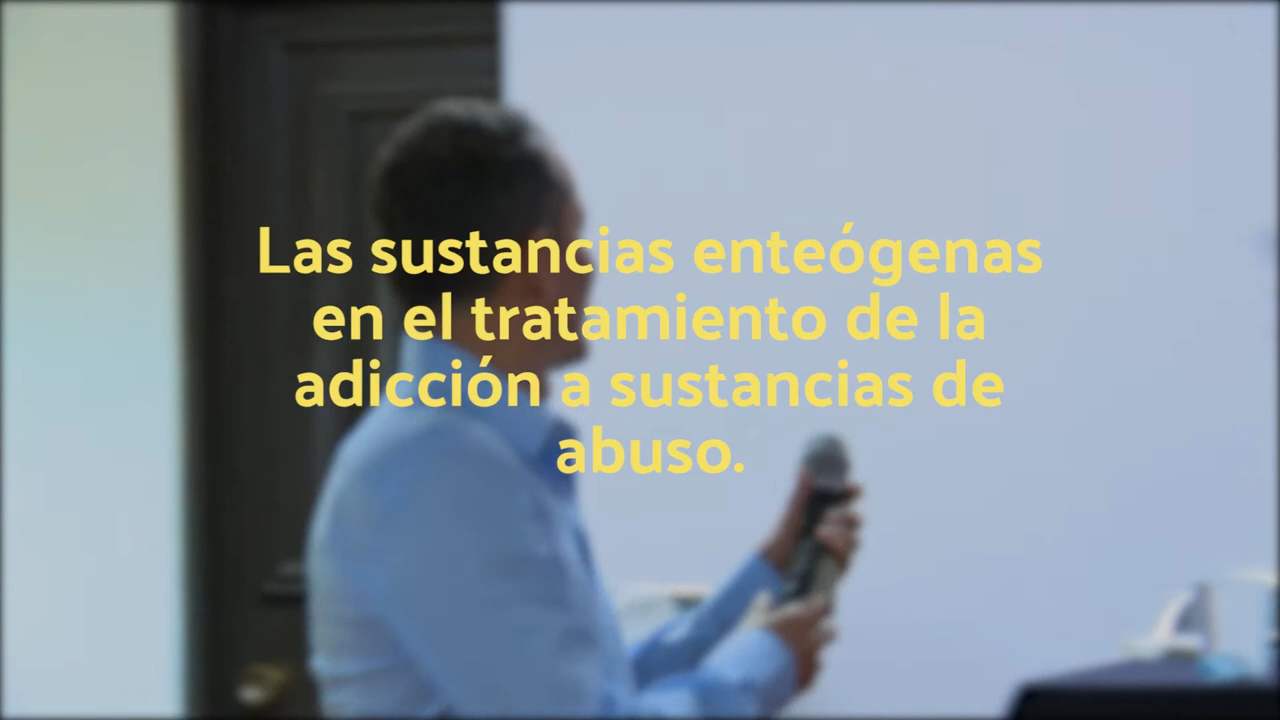 Las sustancias enteógenas
en el tratamiento de la
adicción a sustancias de
abuso.